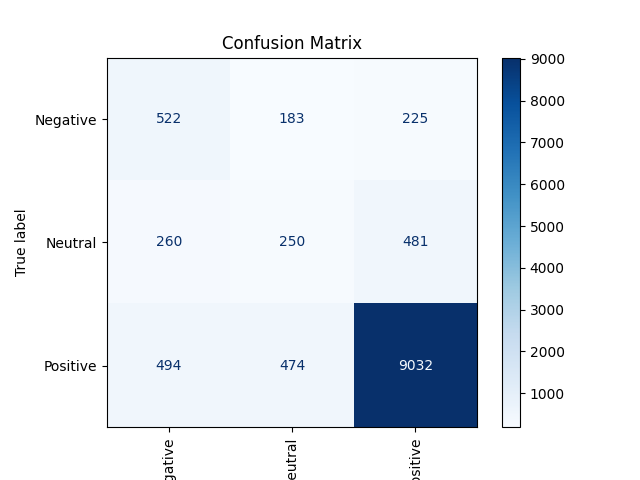 Confusion Matrix
True label
Negative 522 183 225
Neutral 260 250 481
Positive 494 474 9032
gative eutral ositive
9000
8000
7000
6000
5000
4000
3000
2000
1000